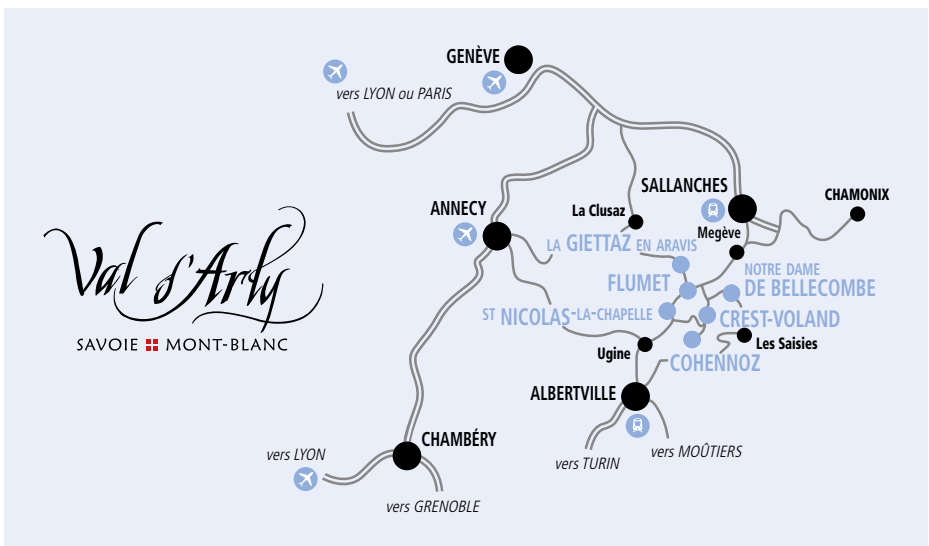 GENÈVE
vers LYON ou PARIS
SALLANCHES
CHAMONIX
ANNECY
La Clusaz
Megève
LA GIETTAZ EN ARAVIS
NOTRE DAME
DE BELLECOMBE
FLUMET
ST NICOLAS-LA-CHAPELLE
CREST-VOLAND
Val d'Arly
SAVOIE MONT-BLANC
Les Saisies
Ugine
COHENNOZ
ALBERTVILLE
CHAMBÉRY
vers LYON
vers TURIN
vers MOÛTIERS
vers GRENOBLE